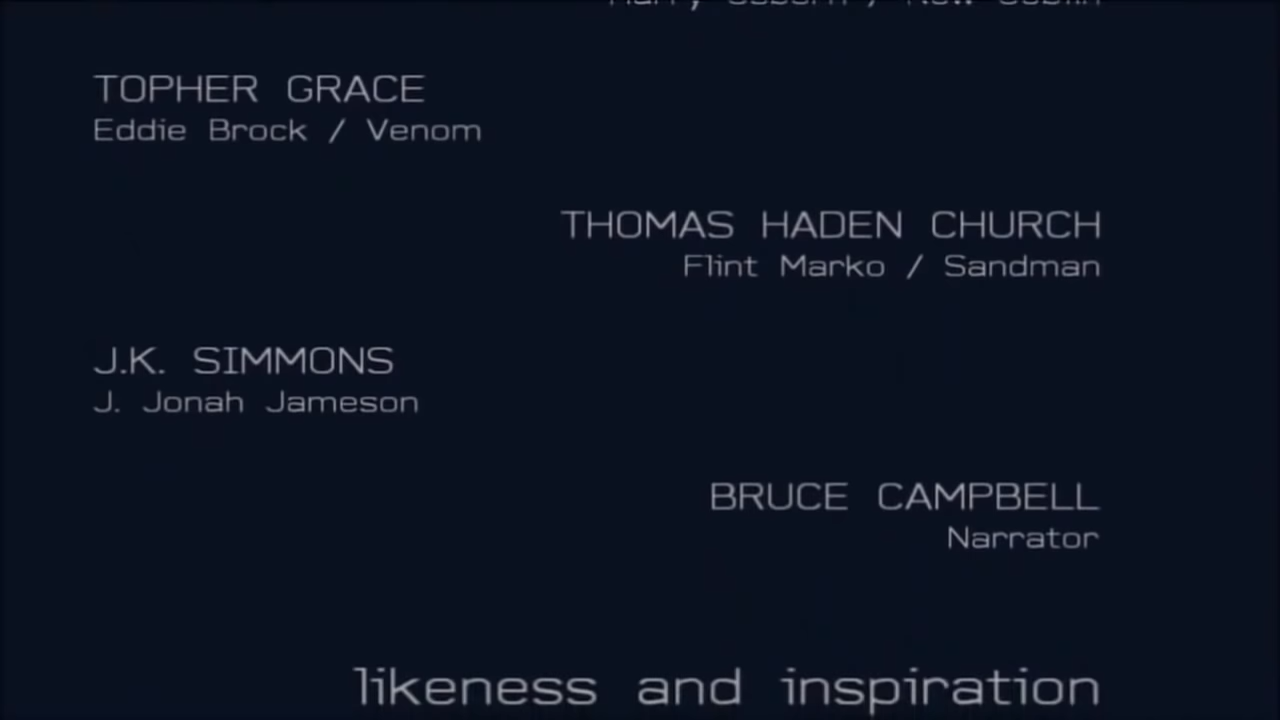 TOPHER GRACE
Eddie Brock / Venom
THOMAS HADEN CHURCH
Flint Marko / Sandman
J.K. SIMMONS
J. Jonah Jameson
BRUCE CAMPBELL
Narrator
likeness and inspiration